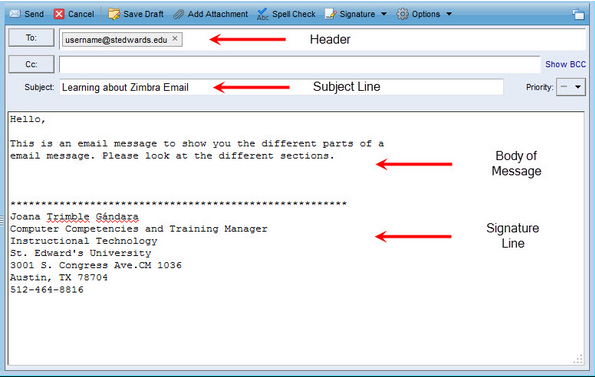 Send Cancel Save Draft Add Attachment Abc Spell Check Signature Options
To: username@stedwards.edu × Header
Cc: Show BCC
Subject: Learning about Zimbra Email Subject Line Priority: —
Hello,
This is an email message to show you the different parts of a
email message. Please look at the different sections.
Body of
Message
********************************************************
Joana Trimble Gándara
Computer Competencies and Training Manager
Instructional Technology
St. Edward's University
3001 S. Congress Ave.CM 1036
Austin, TX 78704
512-464-8816
Signature
Line